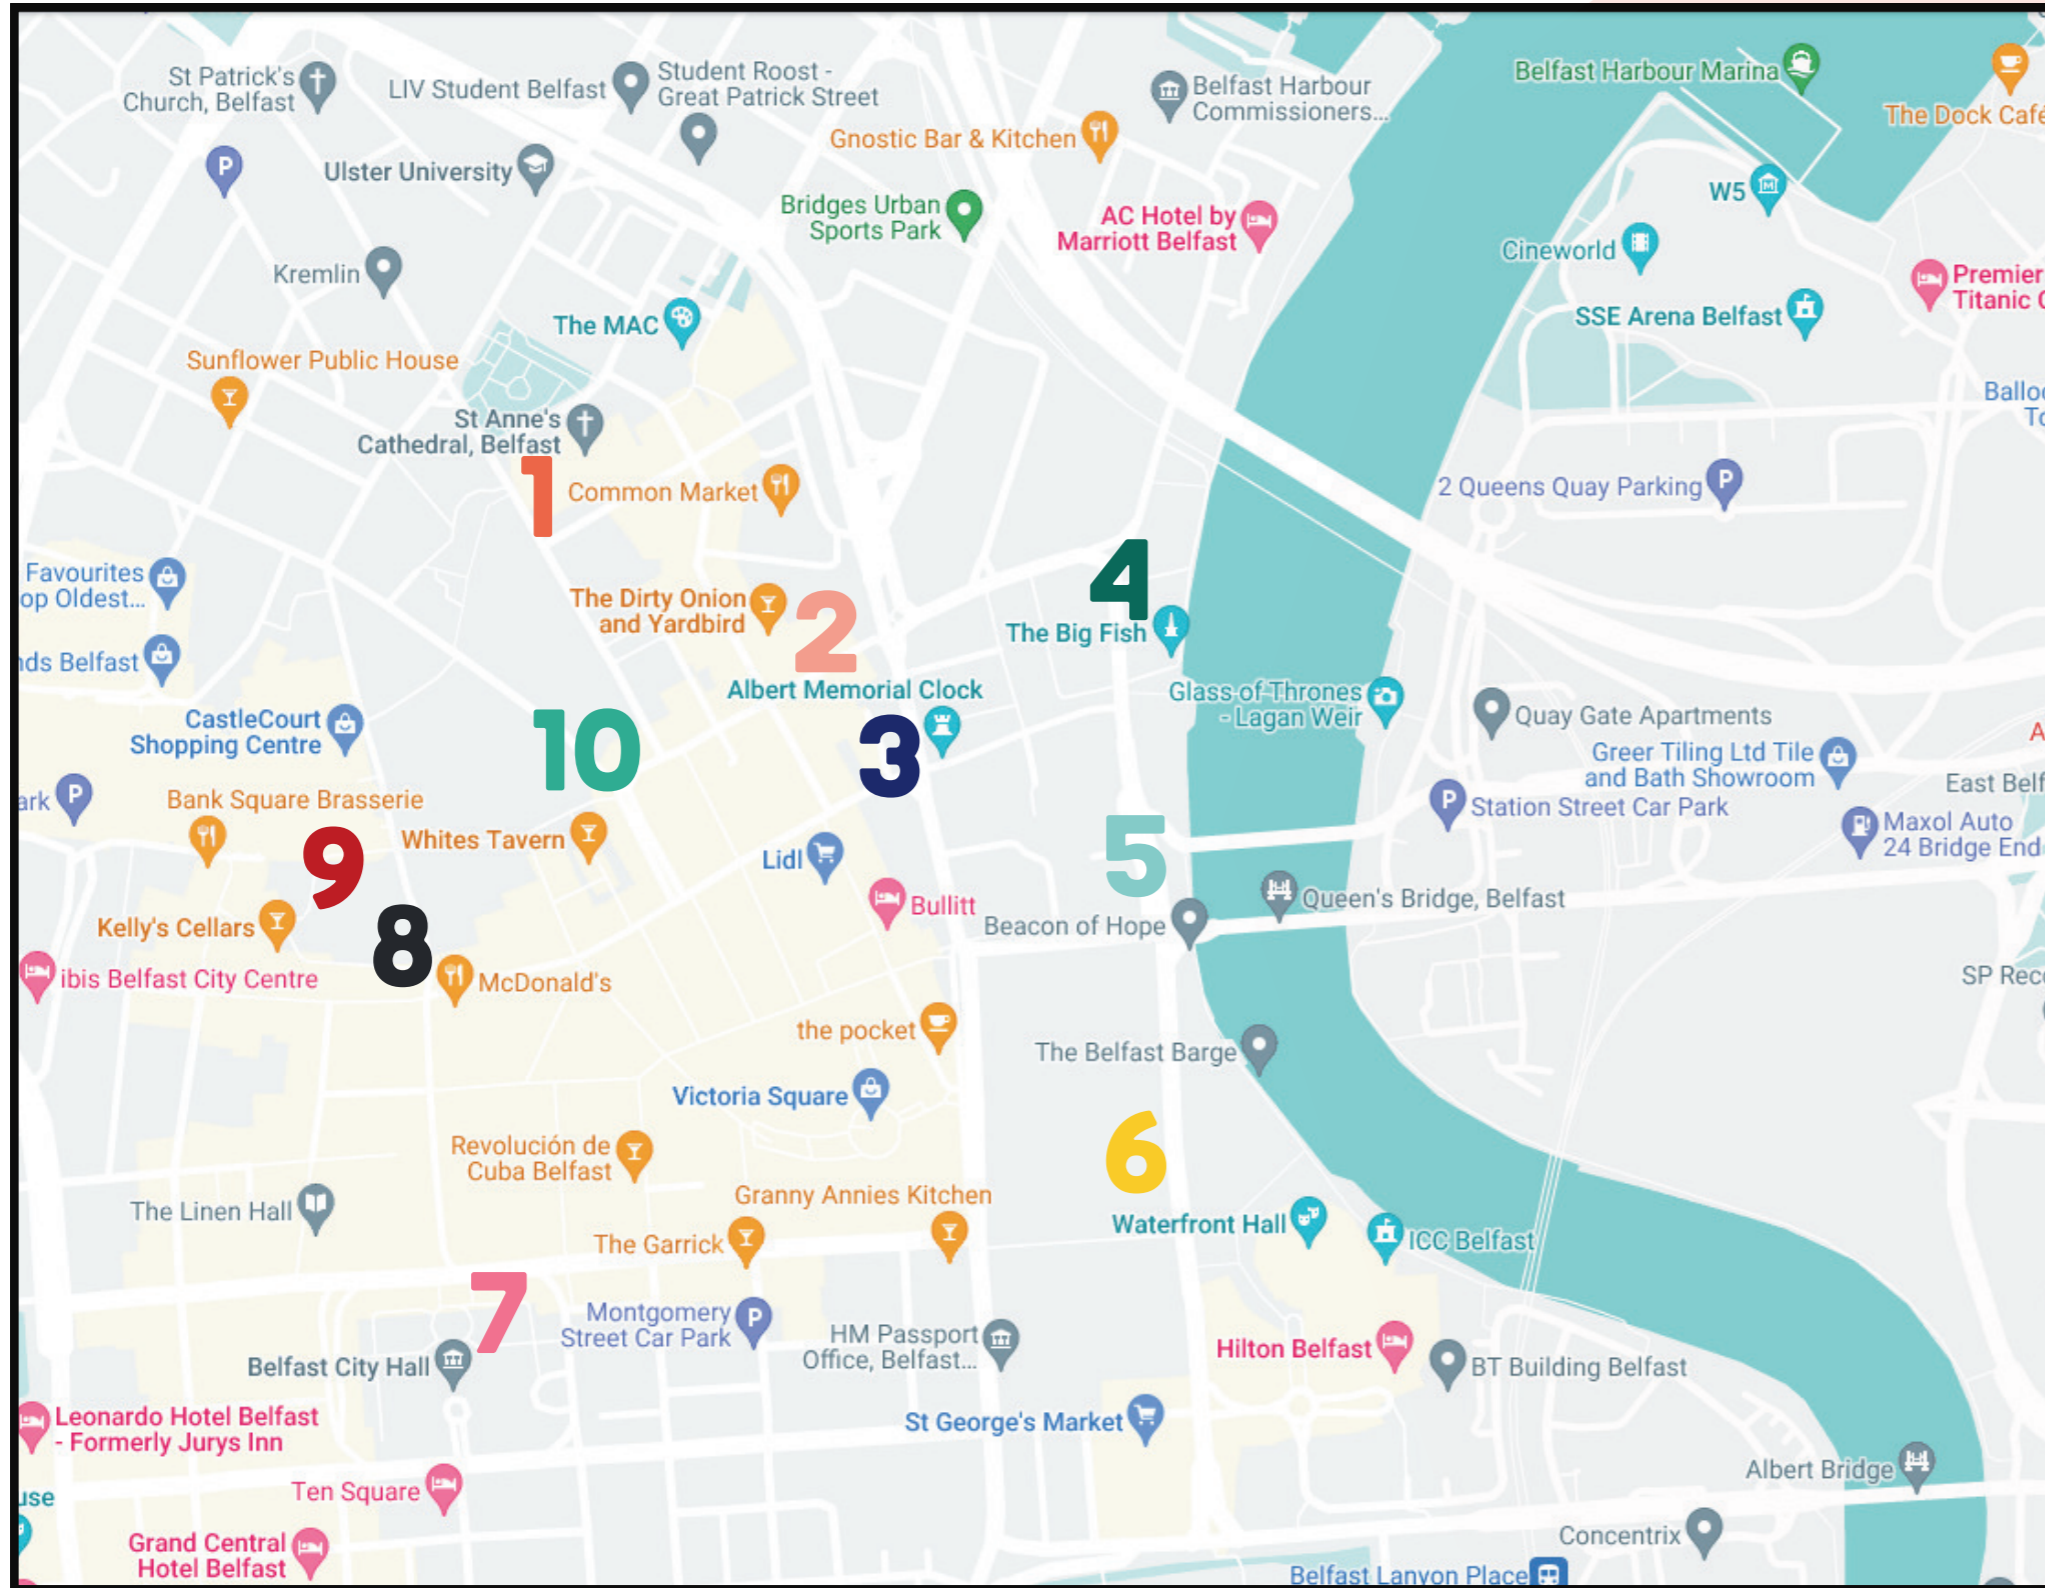 St Patrick's
Church, Belfast
LIV Student Belfast
Student Roost -
Great Patrick Street
Belfast Harbour
Commissioners...
Belfast Harbour Marina
The Dock Café
Gnostic Bar & Kitchen
P
Ulster University
Bridges Urban
Sports Park
AC Hotel by
Marriott Belfast
W5
M
Cineworld
Kremlin
Premier
Titanic
The MAC
SSE Arena Belfast
Sunflower Public House
St Anne's
Cathedral, Belfast
1
Common Market
2 Queens Quay Parking
P
Favourites
op Oldest...
The Dirty Onion
and Yardbird
2
4
The Big Fish
nds Belfast
Albert Memorial Clock
Glass of Thrones
- Lagan Weir
CastleCourt
Shopping Centre
10
3
Quay Gate Apartments
Greer Tiling Ltd Tile
and Bath Showroom
A
East Belf
ark
P
Bank Square Brasserie
P
Station Street Car Park
Maxol Auto
24 Bridge End
9
Whites Tavern
Lidl
5
Bullitt
Queen's Bridge, Belfast
Kelly's Cellars
8
Beacon of Hope
ibis Belfast City Centre
McDonald's
SP Rec
the pocket
The Belfast Barge
Victoria Square
6
Revolución de
Cuba Belfast
The Linen Hall
Granny Annies Kitchen
The Garrick
Waterfront Hall
ICC Belfast
7
Montgomery
Street Car Park
P
HM Passport
Office, Belfast...
Belfast City Hall
Hilton Belfast
BT Building Belfast
Leonardo Hotel Belfast
- Formerly Jurys Inn
St George's Market
Ten Square
Albert Bridge
use
Grand Central
Hotel Belfast
Concentrix
Belfast Lanyon Place